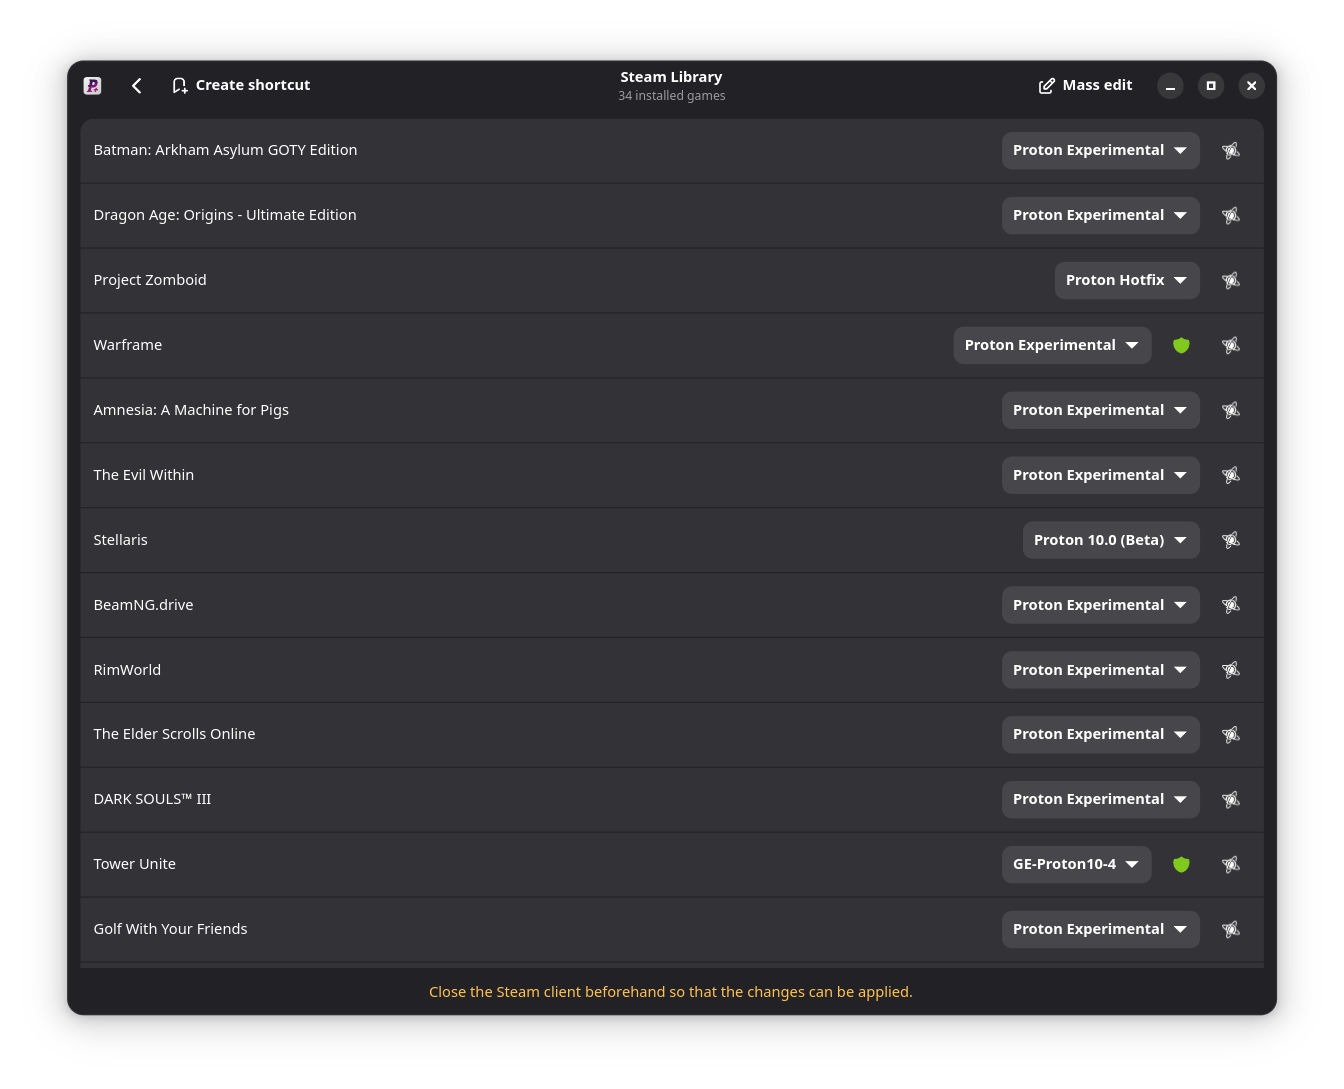 Create shortcut
Steam Library
34 installed games
Mass edit
Batman: Arkham Asylum GOTY Edition
Proton Experimental
Dragon Age: Origins - Ultimate Edition
Proton Experimental
Project Zomboid
Proton Hotfix
Warframe
Proton Experimental
Amnesia: A Machine for Pigs
Proton Experimental
The Evil Within
Proton Experimental
Stellaris
Proton 10.0 (Beta)
BeamNG.drive
Proton Experimental
RimWorld
Proton Experimental
The Elder Scrolls Online
Proton Experimental
DARK SOULS™ III
Proton Experimental
Tower Unite
GE-Proton10-4
Golf With Your Friends
Proton Experimental
Close the Steam client beforehand so that the changes can be applied.